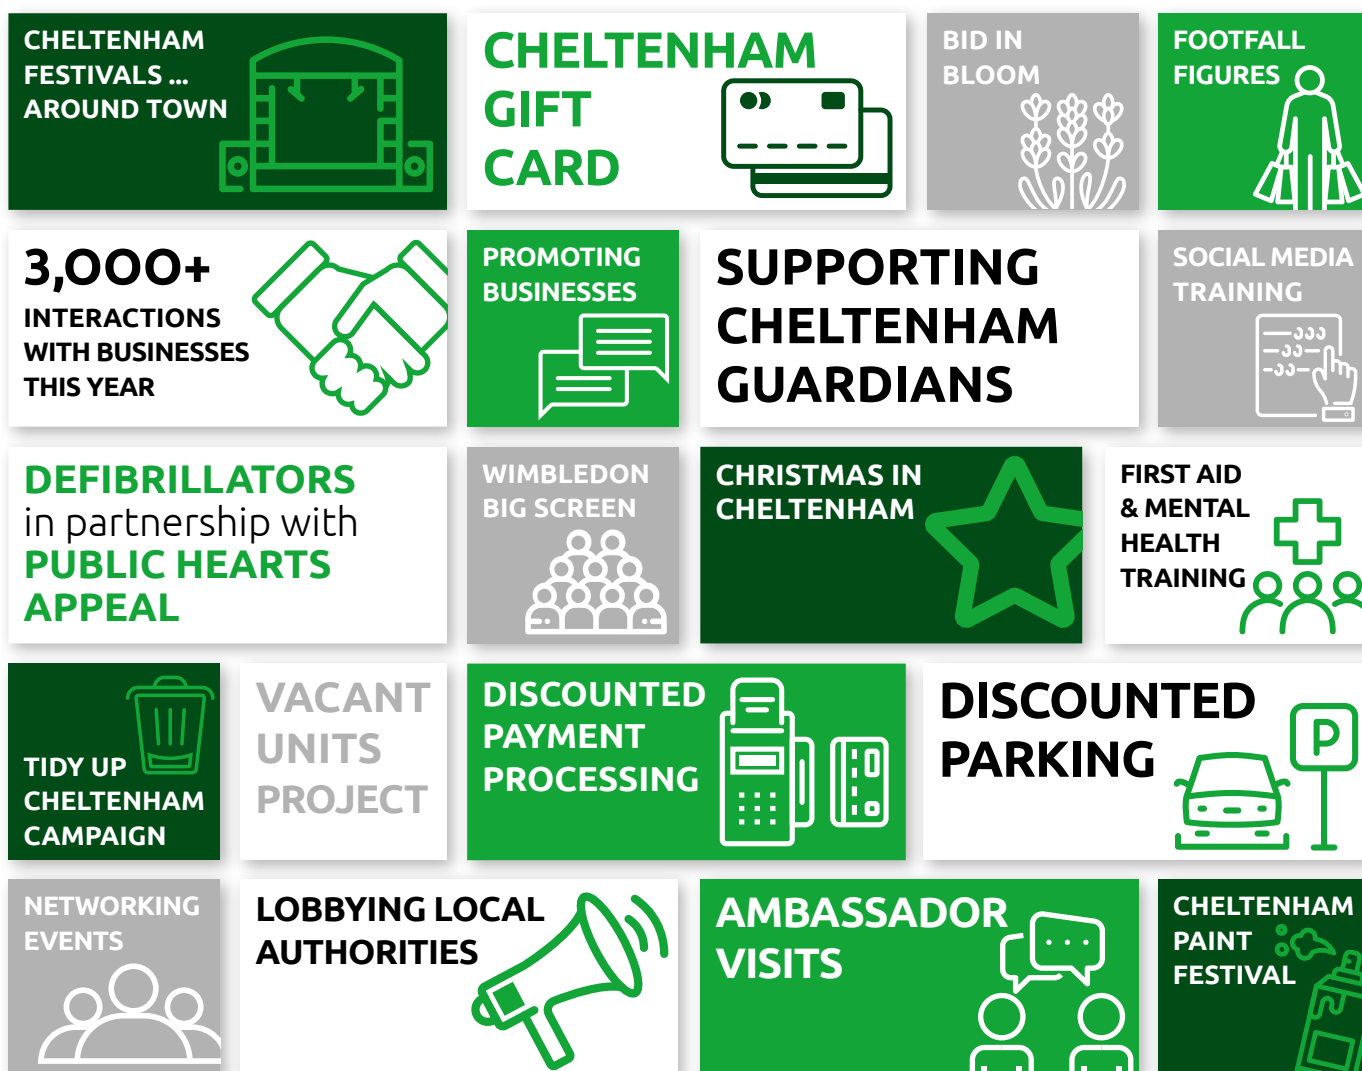 CHELTENHAM
FESTIVALS ...
AROUND TOWN
CHELTENHAM
GIFT
CARD
BID IN
BLOOM
FOOTFALL
FIGURES
3,000+
INTERACTIONS
WITH BUSINESSES
THIS YEAR
PROMOTING
BUSINESSES
SUPPORTING
CHELTENHAM
GUARDIANS
SOCIAL MEDIA
TRAINING
DEFIBRILLATORS
in partnership with
PUBLIC HEARTS
APPEAL
WIMBLEDON
BIG SCREEN
CHRISTMAS IN
CHELTENHAM
FIRST AID
& MENTAL
HEALTH
TRAINING
TIDY UP
CHELTENHAM
CAMPAIGN
VACANT
UNITS
PROJECT
DISCOUNTED
PAYMENT
PROCESSING
DISCOUNTED
PARKING
P
NETWORKING
EVENTS
LOBBYING LOCAL
AUTHORITIES
AMBASSADOR
VISITS
CHELTENHAM
PAINT
FESTIVAL